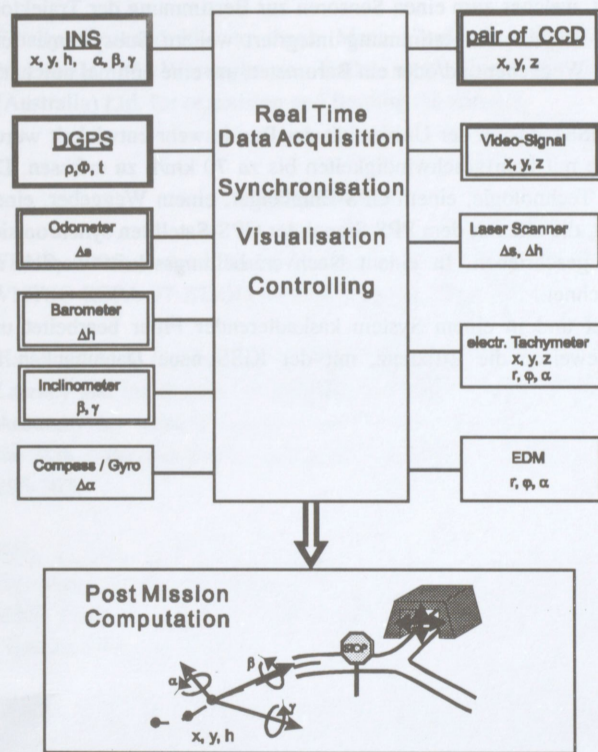 INS
x, y, h, α, β, γ
DGPS
ρ,Φ, t
Odometer
Δs
Barometer
Δh
Inclinometer
β, γ
Compass / Gyro
Δα
Real Time
Data Acquisition
Synchronisation
Visualisation
Controlling
pair of CCD
x, y, z
Video-Signal
x, y, z
Laser Scanner
Δs, Δh
electr. Tachymeter
x, y, z
r, φ, α
EDM
r, φ, α
Post Mission
Computation
STOP
α
β
γ
x, y, h